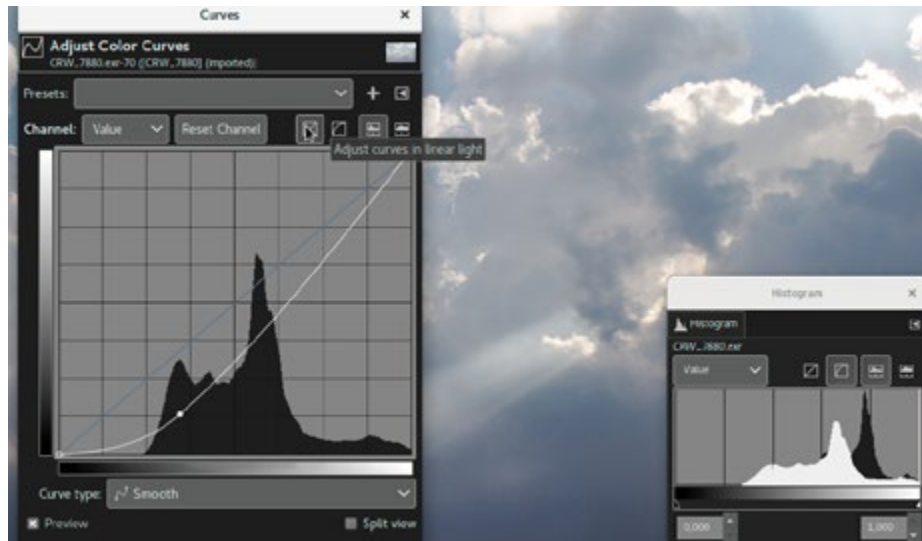 Curves
Adjust Color Curves
CRW_7880.exr-70 ([CRW_7880] (imported))
Presets:
Channel: Value Reset Channel
Adjust curves in linear light
Histogram
Histogram
CRW_7880.exr
Value
Curve type: Smooth
Preview Split view
0,000 1,000